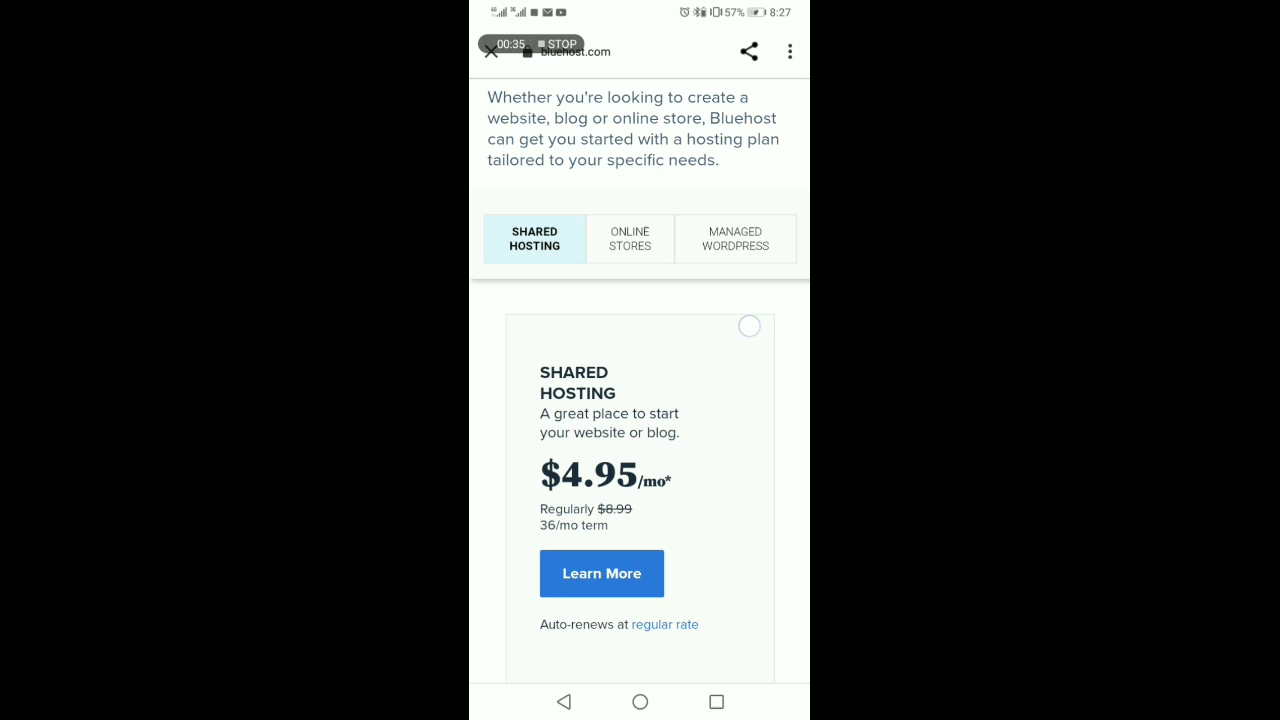 57% 8:27
00:35 STOP
bluehost.com
Whether you're looking to create a
website, blog or online store, Bluehost
can get you started with a hosting plan
tailored to your specific needs.
SHARED
HOSTING
ONLINE
STORES
MANAGED
WORDPRESS
SHARED
HOSTING
A great place to start
your website or blog.
$4.95/mo*
Regularly $8.99
36/mo term
Learn More
Auto-renews at regular rate